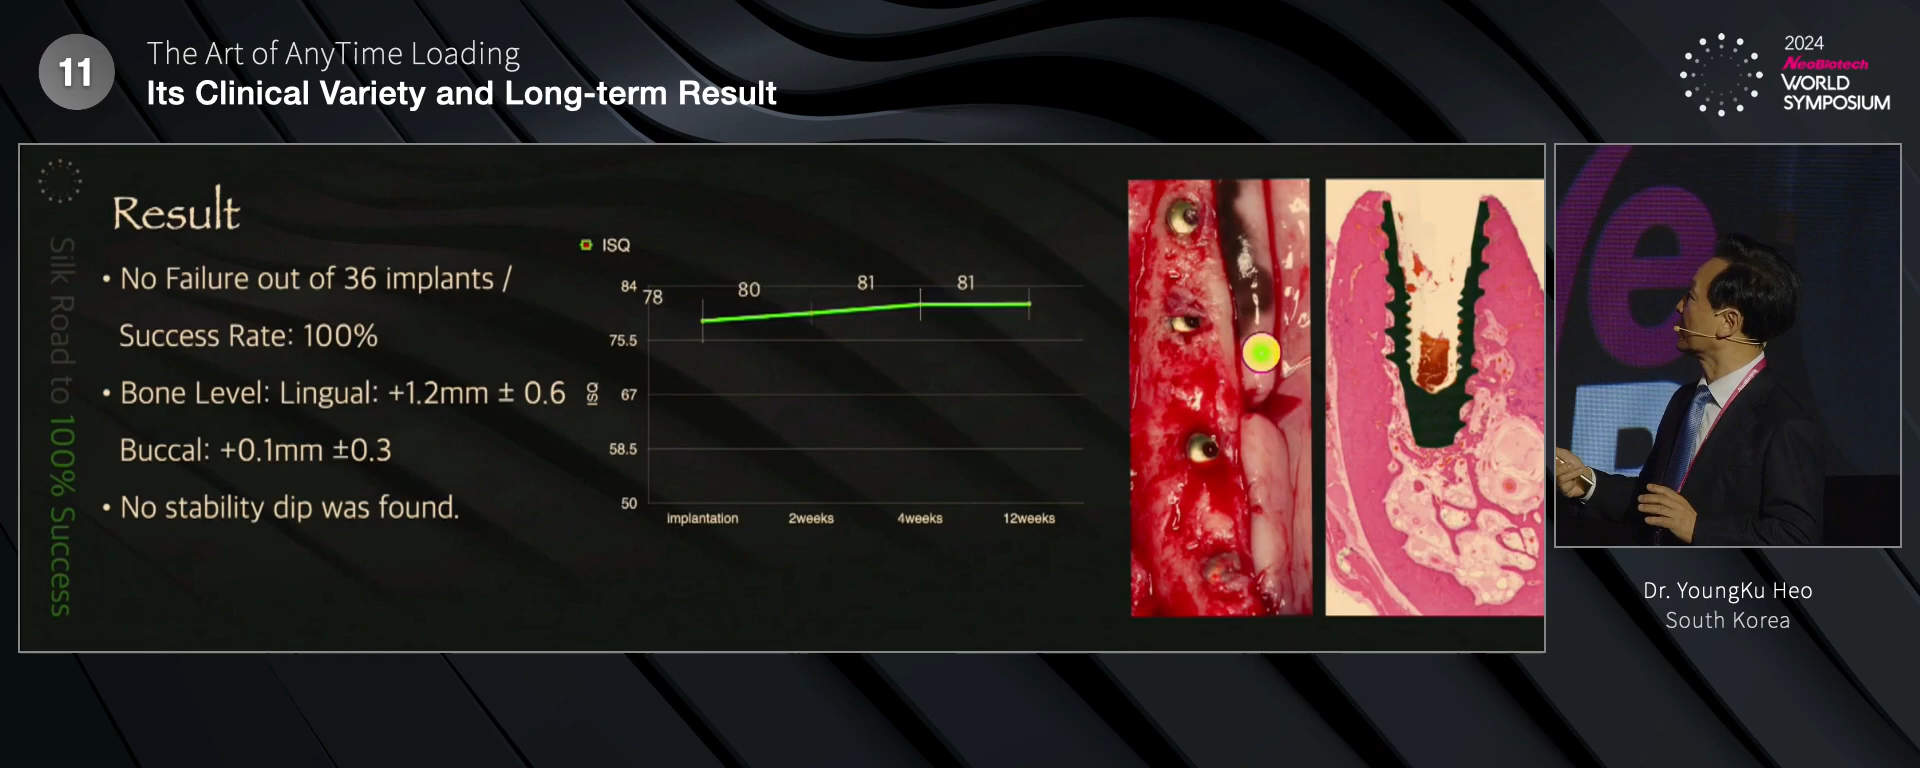 11
The Art of AnyTime Loading
Its Clinical Variety and Long-term Result
2024
NeoBiotech
WORLD
SYMPOSIUM
Silk Road to 100% Success
Result
• No Failure out of 36 implants /
Success Rate: 100%
• Bone Level: Lingual: +1.2mm ± 0.6
Buccal: +0.1mm ±0.3
• No stability dip was found.
ISQ
84
75.5
67
58.5
50
ISQ
78
80
81
81
implantation
2weeks
4weeks
12weeks
Dr. YoungKu Heo
South Korea